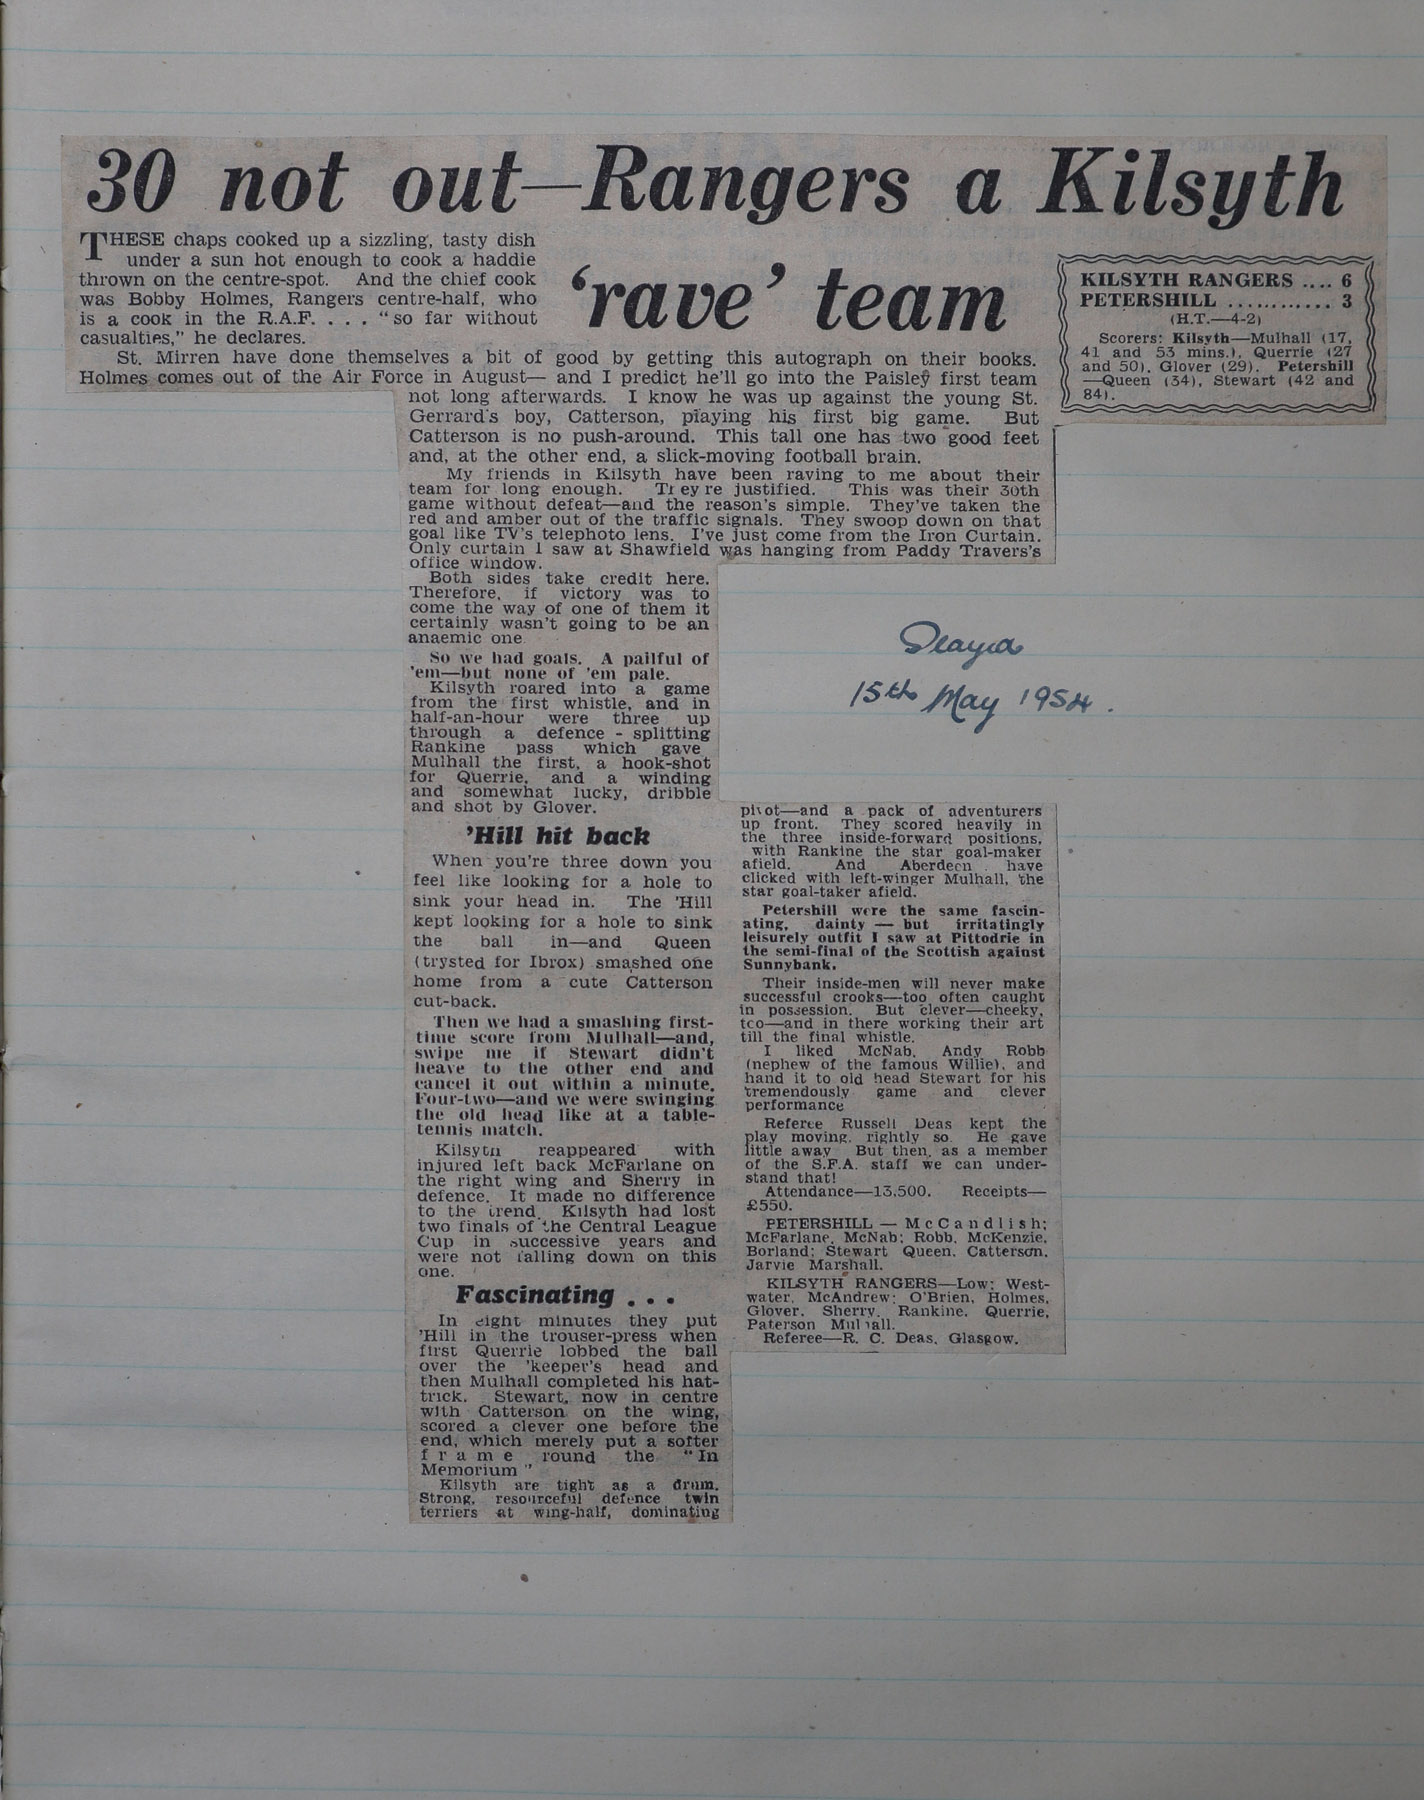 30 not out—Rangers a Kilsyth
'rave' team
THESE chaps cooked up a sizzling, tasty dish
under a sun hot enough to cook a haddie
thrown on the centre-spot. And the chief cook
was Bobby Holmes, Rangers centre-half, who
is a cook in the R.A.F. . . . "so far without
casualties," he declares.
St. Mirren have done themselves a bit of good by getting this autograph on their books.
Holmes comes out of the Air Force in August— and I predict he'll go into the Paisley first team
not long afterwards. I know he was up against the young St.
Gerrard's boy, Catterson, playing his first big game. But
Catterson is no push-around. This tall one has two good feet
and, at the other end, a slick-moving football brain.
My friends in Kilsyth have been raving to me about their
team for long enough. They're justified. This was their 30th
game without defeat—and the reason's simple. They've taken the
red and amber out of the traffic signals. They swoop down on that
goal like TV's telephoto lens. I've just come from the Iron Curtain.
Only curtain I saw at Shawfield was hanging from Paddy Travers's
office window.
KILSYTH RANGERS .... 6
PETERSHILL ............ 3
(H.T.—4-2)
Scorers: Kilsyth—Mulhall (17,
41 and 53 mins.), Querrie (27
and 50), Glover (29). Petershill
—Queen (34), Stewart (42 and
84).
Both sides take credit here.
Therefore, if victory was to
come the way of one of them it
certainly wasn't going to be an
anaemic one
So we had goals. A pailful of
'em—but none of 'em pale.
Kilsyth roared into a game
from the first whistle, and in
half-an-hour were three up
through a defence - splitting
Rankine pass which gave
Mulhall the first, a hook-shot
for Querrie, and a winding
and somewhat lucky, dribble
and shot by Glover.
'Hill hit back
When you're three down you
feel like looking for a hole to
sink your head in. The 'Hill
kept looking for a hole to sink
the ball in—and Queen
(trysted for Ibrox) smashed one
home from a cute Catterson
cut-back.
Then we had a smashing first-
time score from Mulhall—and,
swipe me if Stewart didn't
heave to the other end and
cancel it out within a minute.
Four-two—and we were swinging
the old head like at a table-
tennis match.
Kilsyth reappeared with
injured left back McFarlane on
the right wing and Sherry in
defence. It made no difference
to the trend. Kilsyth had lost
two finals of the Central League
Cup in successive years and
were not falling down on this
one.
Fascinating . . .
In eight minutes they put
'Hill in the trouser-press when
first Querrie lobbed the ball
over the 'keeper's head and
then Mulhall completed his hat-
trick. Stewart, now in centre
with Catterson on the wing,
scored a clever one before the
end, which merely put a softer
frame round the "In
Memorium"
Kilsyth are tight as a drum.
Strong, resourceful defence twin
terriers at wing-half, dominating
Played
15th May 1954.
pivot—and a pack of adventurers
up front. They scored heavily in
the three inside-forward positions,
with Rankine the star goal-maker
afield. And Aberdeen have
clicked with left-winger Mulhall, the
star goal-taker afield.
Petershill were the same fascin-
ating, dainty — but irritatingly
leisurely outfit I saw at Pittodrie in
the semi-final of the Scottish against
Sunnybank.
Their inside-men will never make
successful crooks—too often caught
in possession. But clever—cheeky,
too—and in there working their art
till the final whistle.
I liked McNab, Andy Robb
(nephew of the famous Willie), and
hand it to old head Stewart for his
tremendously game and clever
performance
Referee Russell Deas kept the
play moving, rightly so. He gave
little away But then, as a member
of the S.F.A. staff we can under-
stand that!
Attendance—13,500. Receipts—
£550.
PETERSHILL — McCandlish;
McFarlane, McNab; Robb, McKenzie,
Borland; Stewart Queen, Catterson,
Jarvie Marshall.
KILSYTH RANGERS—Low; West-
water, McAndrew; O'Brien, Holmes,
Glover, Sherry, Rankine, Querrie,
Paterson Mulhall.
Referee—R. C. Deas, Glasgow.